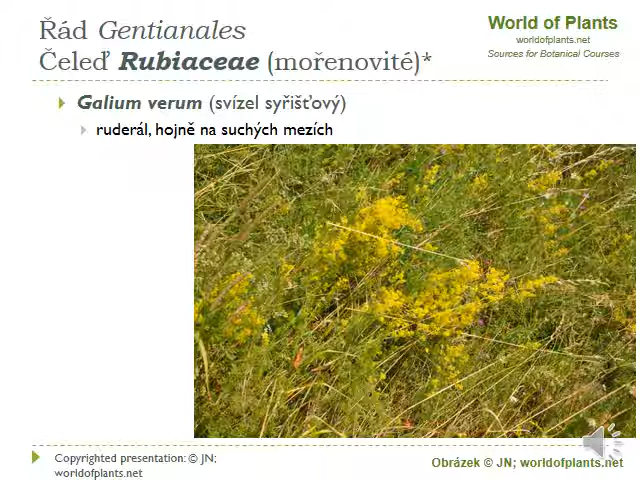 Řád Gentianales
Čeleď Rubiaceae (mořenovité)*
World of Plants
worldofplants.net
Sources for Botanical Courses
Galium verum (svízel syřišťový)
ruderál, hojně na suchých mezích
Copyrighted presentation: © JN;
worldofplants.net
Obrázek © JN; worldofplants.net